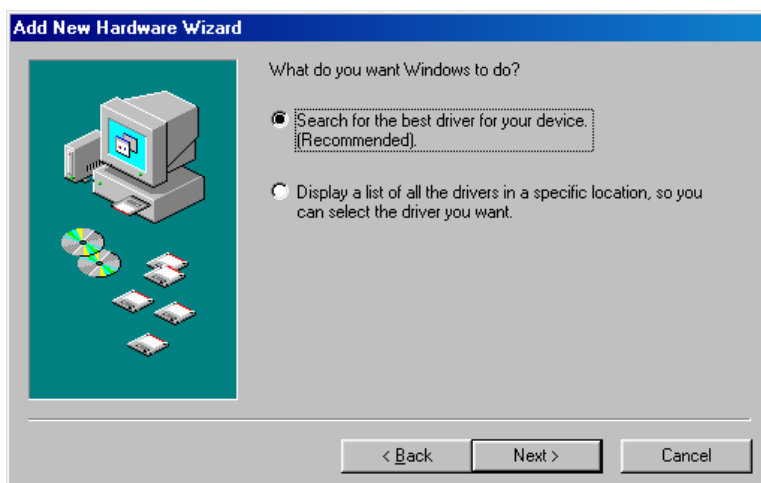 Add New Hardware Wizard
What do you want Windows to do?
Search for the best driver for your device.
(Recommended).
Display a list of all the drivers in a specific location, so you
can select the driver you want.
< Back
Next >
Cancel